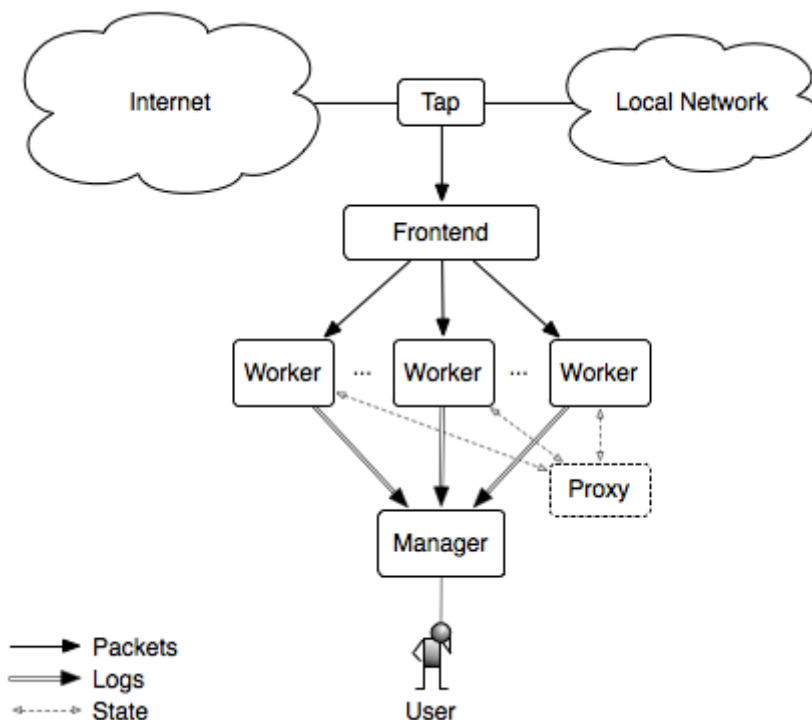 Internet
Tap
Local Network
Frontend
Worker ... Worker ... Worker
Proxy
Manager
Packets
Logs
State
User